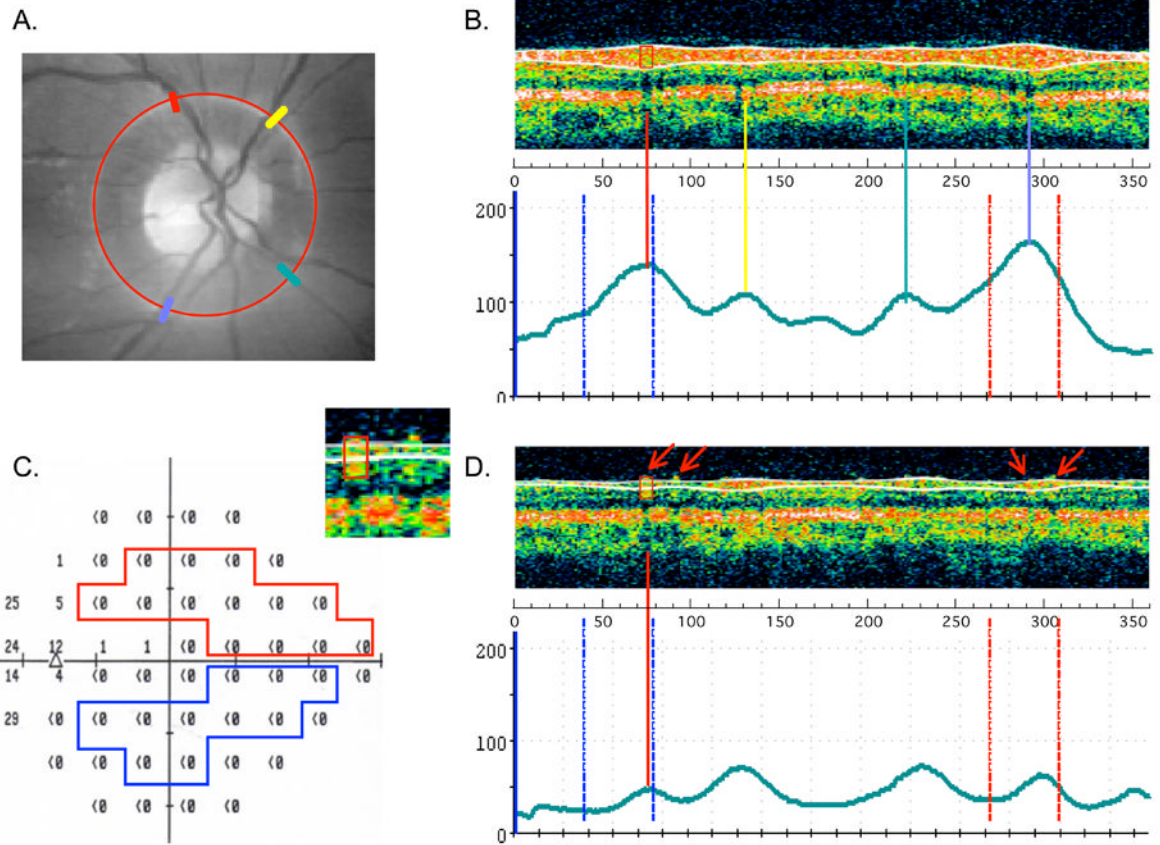 A.
B.
0 50 100 150 200 250 300 350
200
100
0
C.
<0 <0 <0 <0
1 <0 <0 <0 <0 <0
25 5 <0 <0 <0 <0 <0 <0
24 12 1 1 <0 <0 <0 <0 <0
14 4 <0 <0 <0 <0 <0 <0 <0
29 <0 <0 <0 <0 <0 <0 <0
<0 <0 <0 <0 <0 <0
<0 <0 <0 <0
D.
0 50 100 150 200 250 300 350
200
100
0